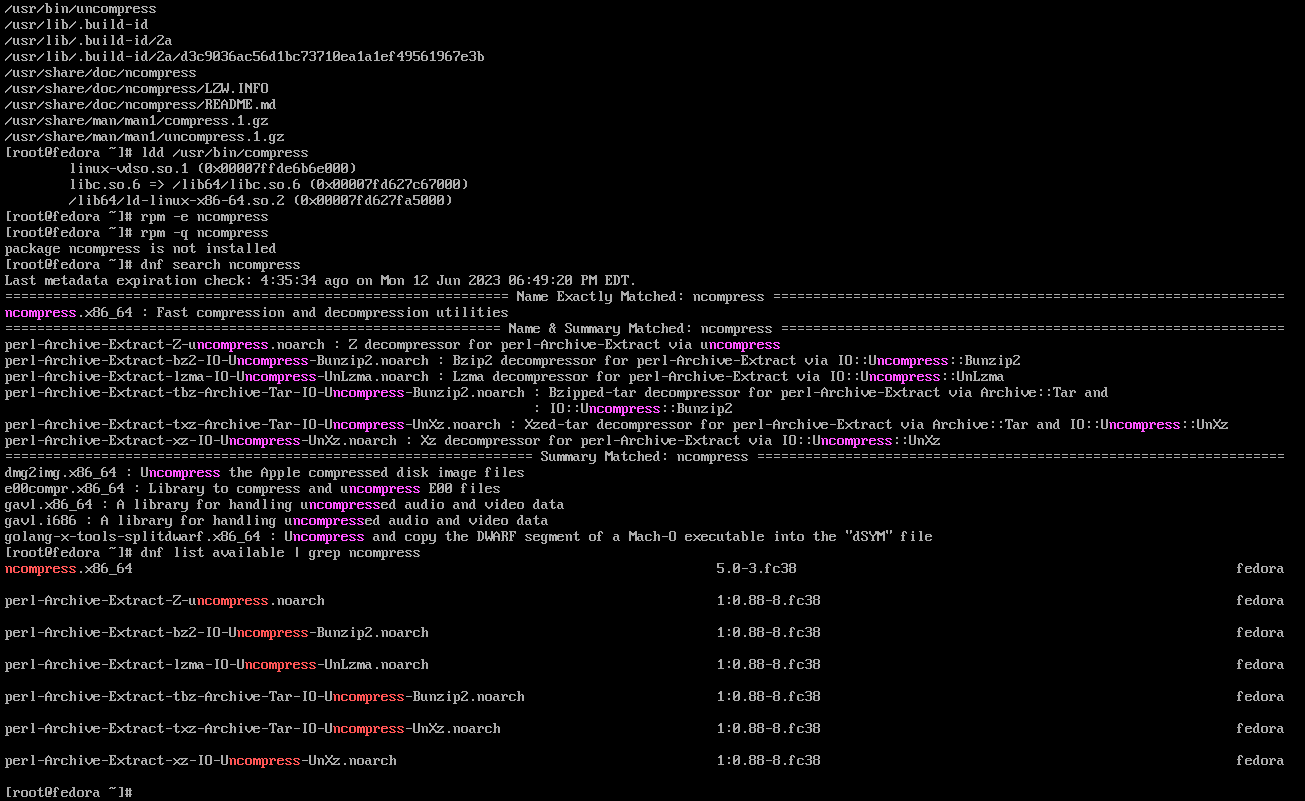 /usr/bin/uncompress
/usr/lib/.build-id
/usr/lib/.build-id/2a
/usr/lib/.build-id/2a/d3c9036ac56d1bc73710ea1a1ef49561967e3b
/usr/share/doc/ncompress
/usr/share/doc/ncompress/LZW.INFO
/usr/share/doc/ncompress/README.md
/usr/share/man/man1/compress.1.gz
/usr/share/man/man1/uncompress.1.gz
[root@fedora ~]# ldd /usr/bin/compress
        linux-vdso.so.1 (0x00007ffde6b6e000)
        libc.so.6 => /lib64/libc.so.6 (0x00007fd627c67000)
        /lib64/ld-linux-x86-64.so.2 (0x00007fd627fa5000)
[root@fedora ~]# rpm -e ncompress
[root@fedora ~]# rpm -q ncompress
package ncompress is not installed
[root@fedora ~]# dnf search ncompress
Last metadata expiration check: 4:35:34 ago on Mon 12 Jun 2023 06:49:20 PM EDT.
=============================================================== Name Exactly Matched: ncompress ================================================================
ncompress.x86_64 : Fast compression and decompression utilities
============================================================== Name & Summary Matched: ncompress ===============================================================
perl-Archive-Extract-Z-uncompress.noarch : Z decompressor for perl-Archive-Extract via uncompress
perl-Archive-Extract-bz2-IO-Uncompress-Bunzip2.noarch : Bzip2 decompressor for perl-Archive-Extract via IO::Uncompress::Bunzip2
perl-Archive-Extract-lzma-IO-Uncompress-UnLzma.noarch : Lzma decompressor for perl-Archive-Extract via IO::Uncompress::UnLzma
perl-Archive-Extract-tbz-Archive-Tar-IO-Uncompress-Bunzip2.noarch : Bzipped-tar decompressor for perl-Archive-Extract via Archive::Tar and
                                                                  : IO::Uncompress::Bunzip2
perl-Archive-Extract-txz-Archive-Tar-IO-Uncompress-UnXz.noarch : Xzed-tar decompressor for perl-Archive-Extract via Archive::Tar and IO::Uncompress::UnXz
perl-Archive-Extract-xz-IO-Uncompress-UnXz.noarch : Xz decompressor for perl-Archive-Extract via IO::Uncompress::UnXz
================================================================== Summary Matched: ncompress ==================================================================
dmg2img.x86_64 : Uncompress the Apple compressed disk image files
e00compr.x86_64 : Library to compress and uncompress E00 files
gavl.x86_64 : A library for handling uncompressed audio and video data
gavl.i686 : A library for handling uncompressed audio and video data
golang-x-tools-splitdwarf.x86_64 : Uncompress and copy the DWARF segment of a Mach-O executable into the "dSYM" file
[root@fedora ~]# dnf list available | grep ncompress
ncompress.x86_64                                                                         5.0-3.fc38                                                       fedora
perl-Archive-Extract-Z-uncompress.noarch                                                 1:0.88-8.fc38                                                    fedora
perl-Archive-Extract-bz2-IO-Uncompress-Bunzip2.noarch                                    1:0.88-8.fc38                                                    fedora
perl-Archive-Extract-lzma-IO-Uncompress-UnLzma.noarch                                    1:0.88-8.fc38                                                    fedora
perl-Archive-Extract-tbz-Archive-Tar-IO-Uncompress-Bunzip2.noarch                        1:0.88-8.fc38                                                    fedora
perl-Archive-Extract-txz-Archive-Tar-IO-Uncompress-UnXz.noarch                           1:0.88-8.fc38                                                    fedora
perl-Archive-Extract-xz-IO-Uncompress-UnXz.noarch                                        1:0.88-8.fc38                                                    fedora
[root@fedora ~]#